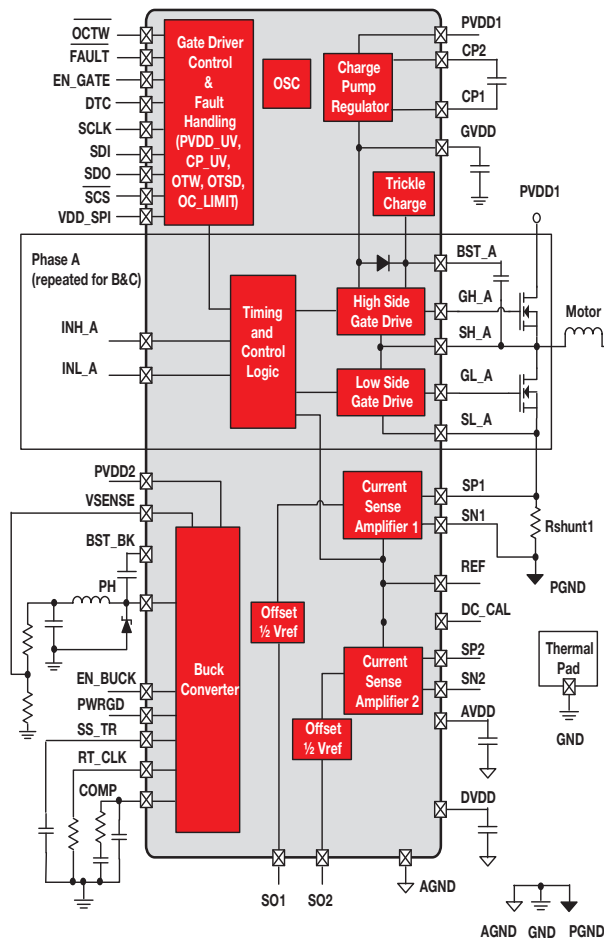 OCTW
FAULT
EN_GATE
DTC
SCLK
SDI
SDO
SCS
VDD_SPI
Gate Driver
Control
&
Fault
Handling
(PVDD_UV,
CP_UV,
OTW, OTSD,
OC_LIMIT)
OSC
Charge
Pump
Regulator
PVDD1
CP2
CP1
GVDD
Trickle
Charge
PVDD1
Phase A
(repeated for B&C)
INH_A
INL_A
Timing
and
Control
Logic
High Side
Gate Drive
Low Side
Gate Drive
BST_A
GH_A
SH_A
GL_A
SL_A
Motor
PVDD2
VSENSE
BST_BK
PH
EN_BUCK
PWRGD
SS_TR
RT_CLK
COMP
Buck
Converter
Current
Sense
Amplifier 1
Offset
½ Vref
Current
Sense
Amplifier 2
Offset
½ Vref
SP1
SN1
Rshunt1
PGND
REF
DC_CAL
SP2
SN2
AVDD
DVDD
Thermal
Pad
GND
SO1
SO2
AGND
AGND
GND
PGND